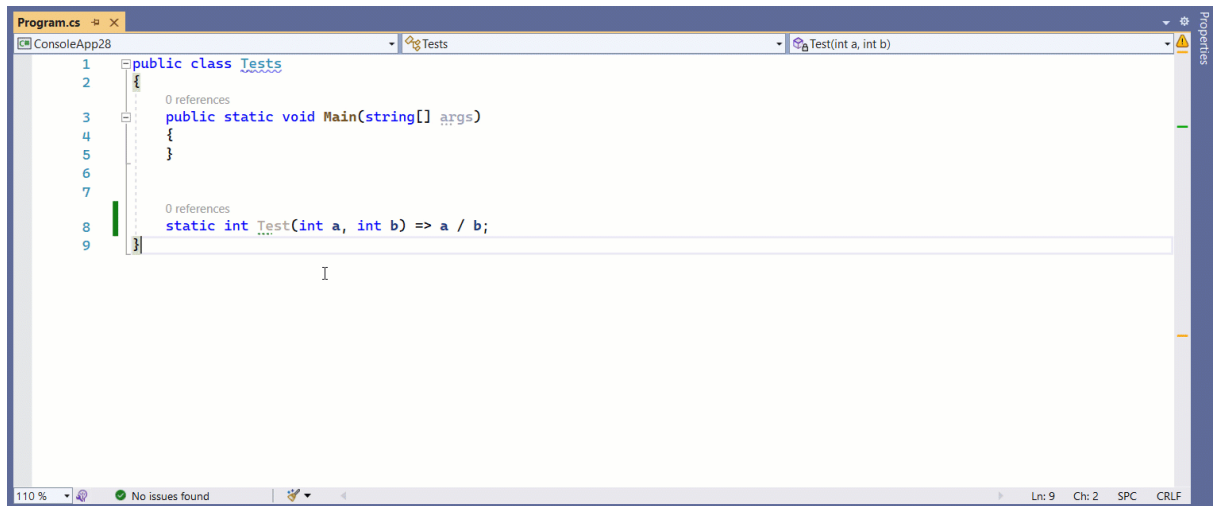 Program.cs
Properties
ConsoleApp28
Tests
Test(int a, int b)
1 public class Tests
2 {
0 references
3 public static void Main(string[] args)
4 {
5 }
6
7
0 references
8 static int Test(int a, int b) => a / b;
9 }
110 %
No issues found
Ln: 9 Ch: 2 SPC CRLF